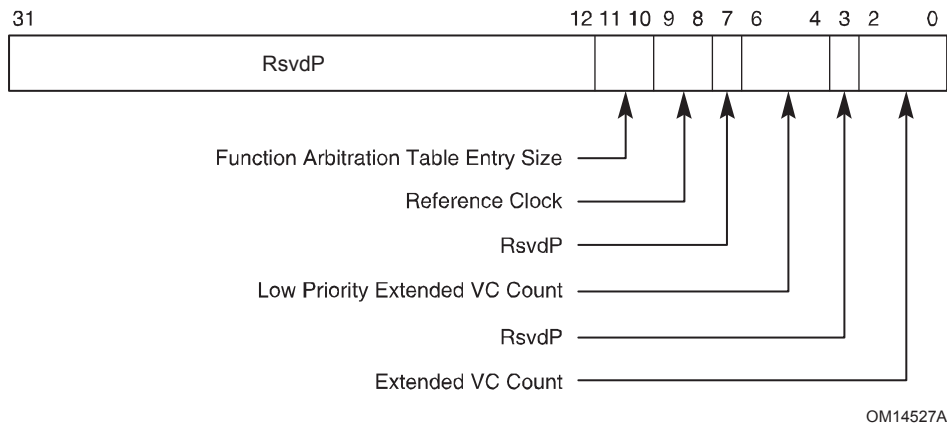 31 12 11 10 9 8 7 6 4 3 2 0
RsvdP
Function Arbitration Table Entry Size
Reference Clock
RsvdP
Low Priority Extended VC Count
RsvdP
Extended VC Count
OM14527A